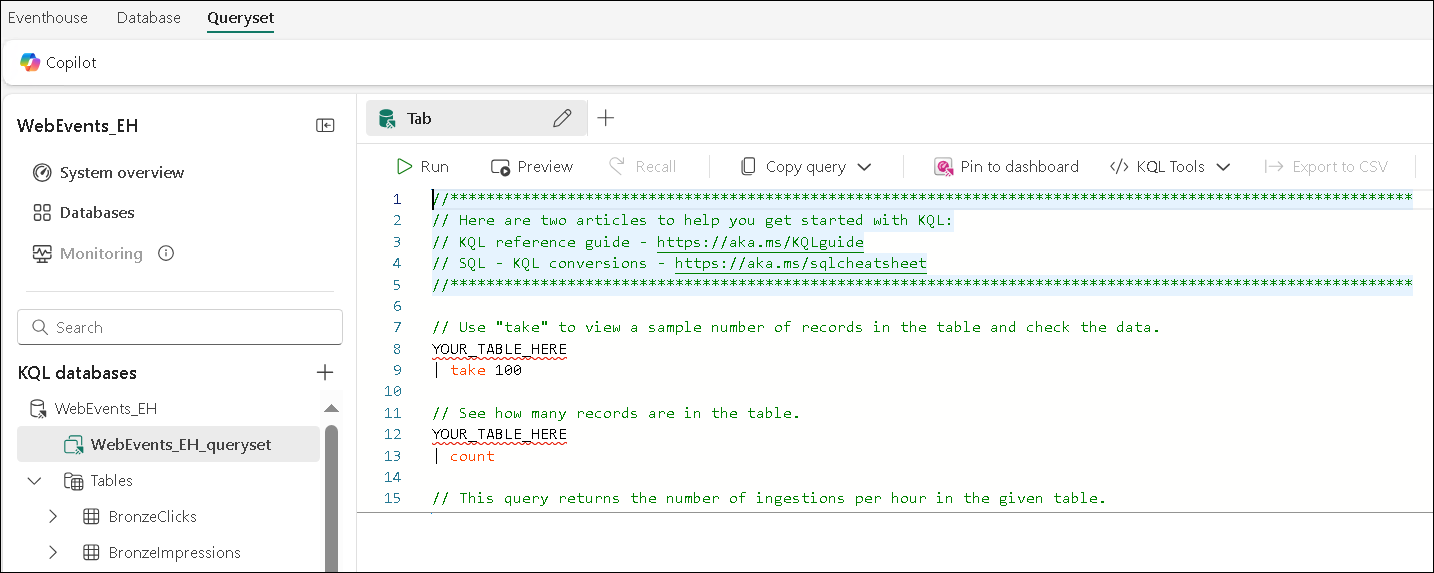 Eventhouse Database Queryset
Copilot
WebEvents_EH
System overview
Databases
Monitoring
Search
KQL databases
WebEvents_EH
WebEvents_EH_queryset
Tables
BronzeClicks
BronzeImpressions
Tab
Run Preview Recall Copy query Pin to dashboard </> KQL Tools Export to CSV
1 //***********************************************************************************************************
2 // Here are two articles to help you get started with KQL:
3 // KQL reference guide - https://aka.ms/KQLguide
4 // SQL - KQL conversions - https://aka.ms/sqlcheatsheet
5 //***********************************************************************************************************
6
7 // Use "take" to view a sample number of records in the table and check the data.
8 YOUR_TABLE_HERE
9 | take 100
10
11 // See how many records are in the table.
12 YOUR_TABLE_HERE
13 | count
14
15 // This query returns the number of ingestions per hour in the given table.